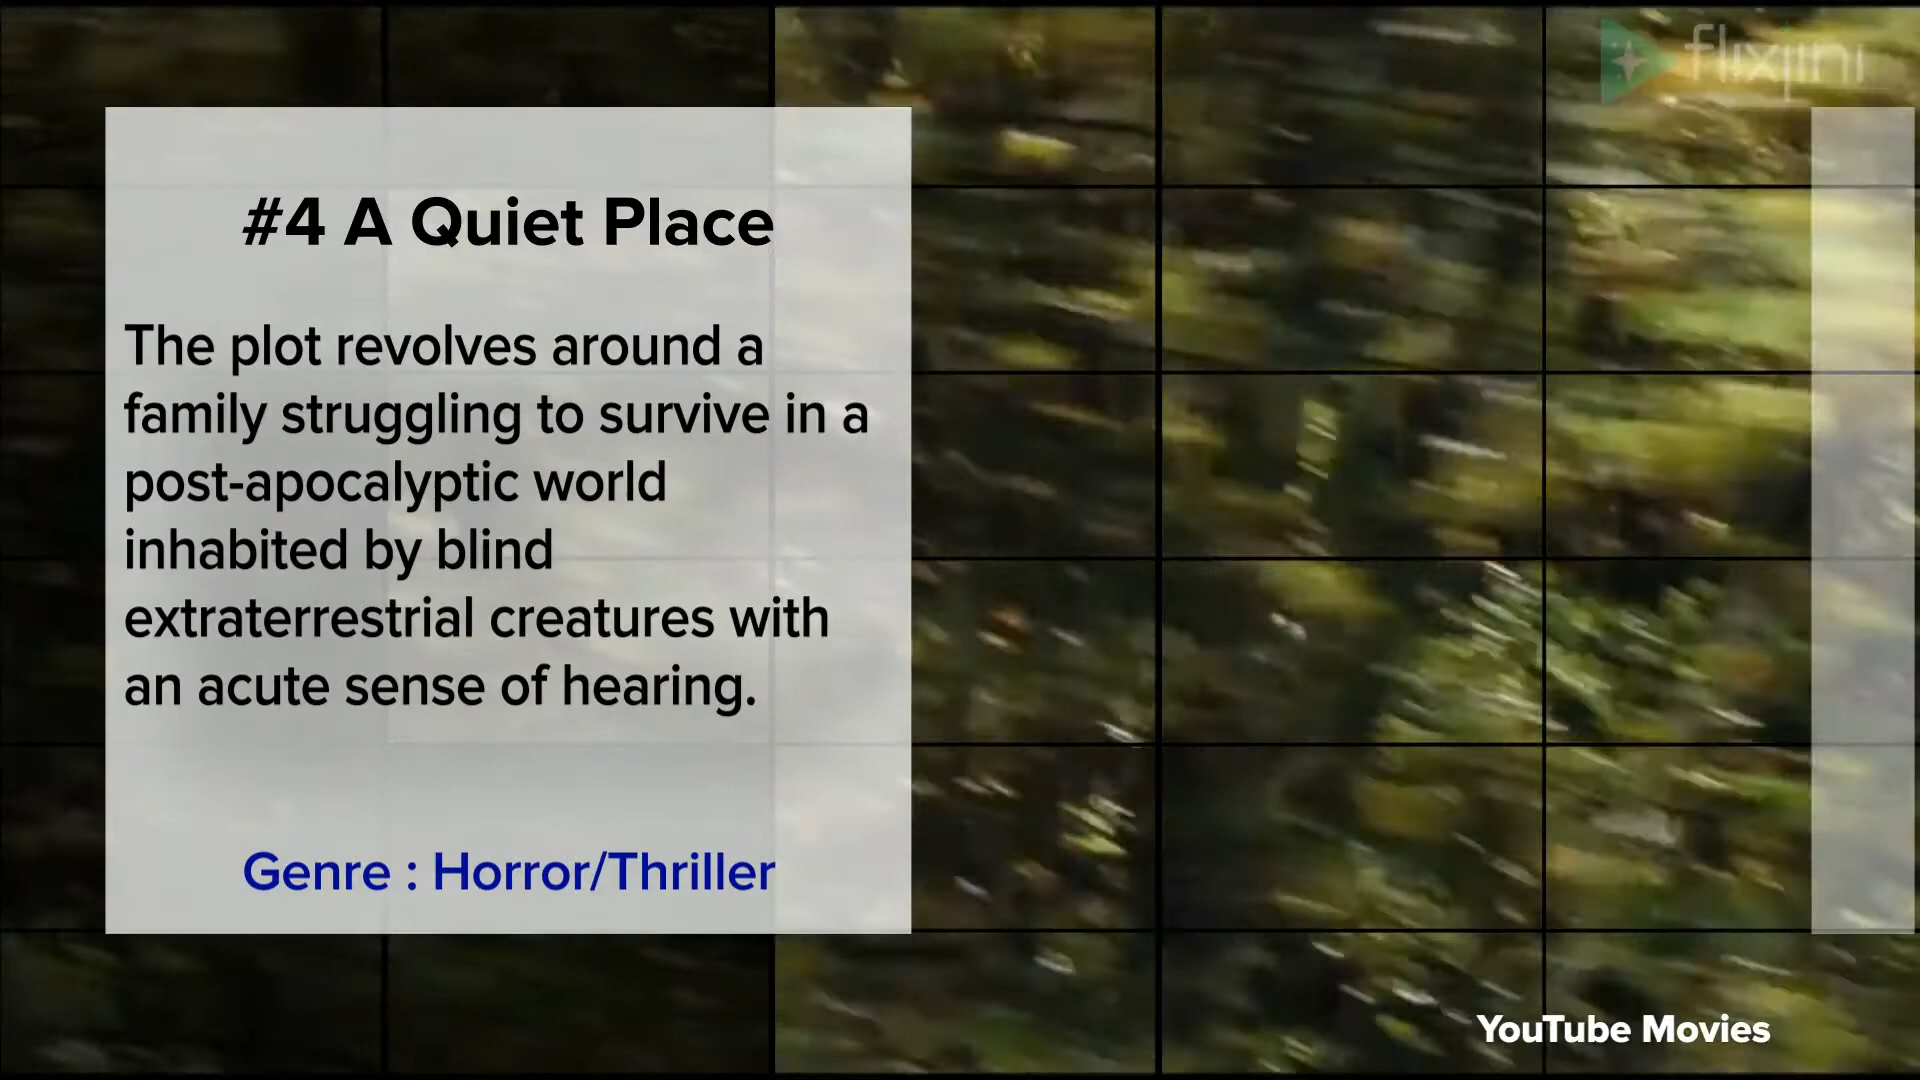 flixjini
#4 A Quiet Place
The plot revolves around a
family struggling to survive in a
post-apocalyptic world
inhabited by blind
extraterrestrial creatures with
an acute sense of hearing.
Genre : Horror/Thriller
YouTube Movies